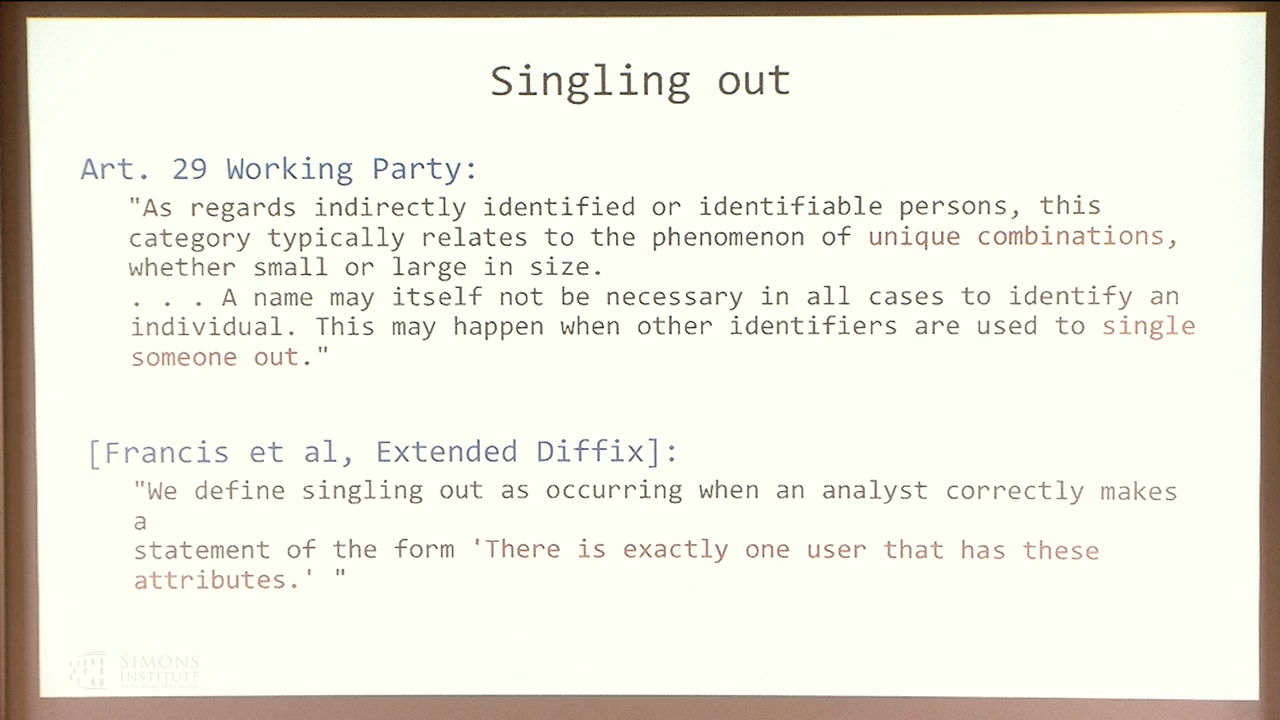 Singling out
Art. 29 Working Party:
"As regards indirectly identified or identifiable persons, this
category typically relates to the phenomenon of unique combinations,
whether small or large in size.
. . . A name may itself not be necessary in all cases to identify an
individual. This may happen when other identifiers are used to single
someone out."
[Francis et al, Extended Diffix]:
"We define singling out as occurring when an analyst correctly makes
a
statement of the form 'There is exactly one user that has these
attributes.' "
SIMONS
INSTITUTE